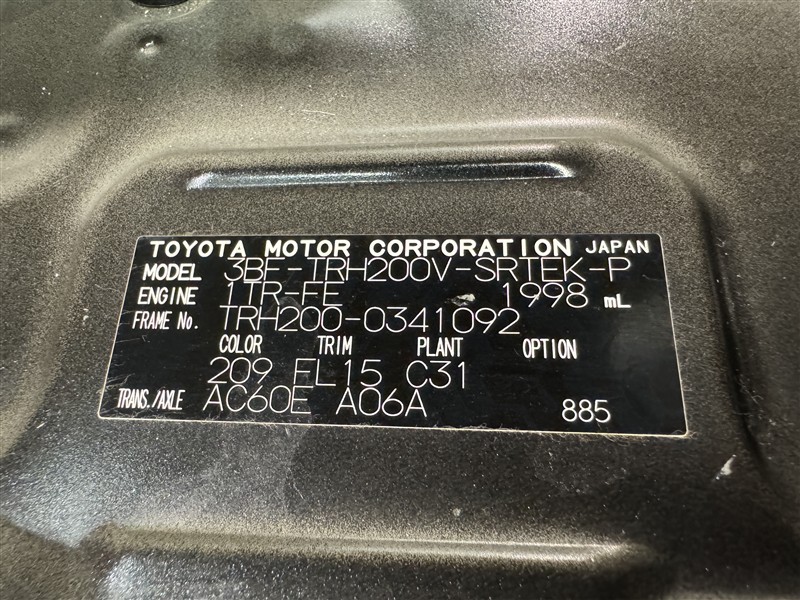 TOYOTA MOTOR CORPORATION JAPAN
MODEL 3BF-TRH200V-SRTEK-P
ENGINE 1TR-FE 1998 mL
FRAME No. TRH200-0341092
COLOR TRIM PLANT OPTION
209 FL15 C31
TRANS./AXLE AC60E A06A 885